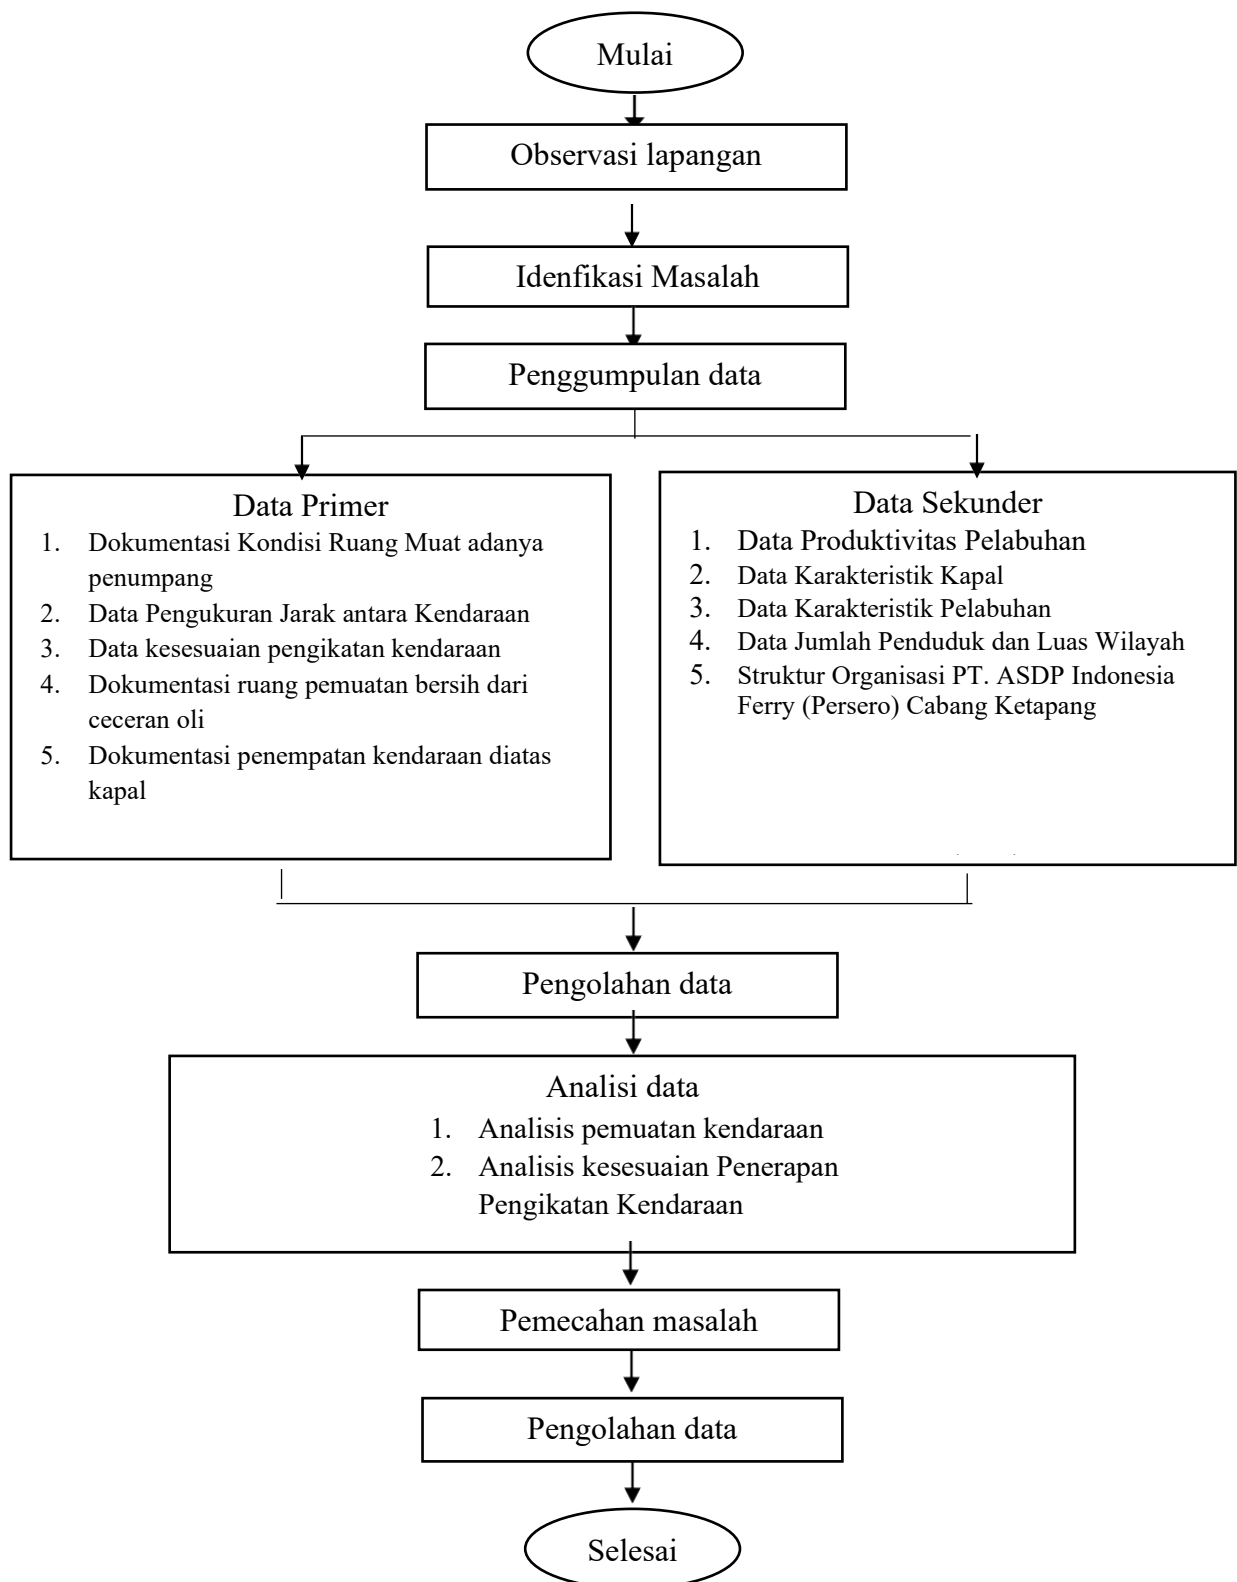 Mulai
Observasi lapangan
Idenfikasi Masalah
Penggumpulan data
Data Primer
1. Dokumentasi Kondisi Ruang Muat adanya
penumpang
2. Data Pengukuran Jarak antara Kendaraan
3. Data kesesuaian pengikatan kendaraan
4. Dokumentasi ruang pemuatan bersih dari
ceceran oli
5. Dokumentasi penempatan kendaraan diatas
kapal
Data Sekunder
1. Data Produktivitas Pelabuhan
2. Data Karakteristik Kapal
3. Data Karakteristik Pelabuhan
4. Data Jumlah Penduduk dan Luas Wilayah
5. Struktur Organisasi PT. ASDP Indonesia
Ferry (Persero) Cabang Ketapang
Pengolahan data
Analisi data
1. Analisis pemuatan kendaraan
2. Analisis kesesuaian Penerapan
Pengikatan Kendaraan
Pemecahan masalah
Pengolahan data
Selesai